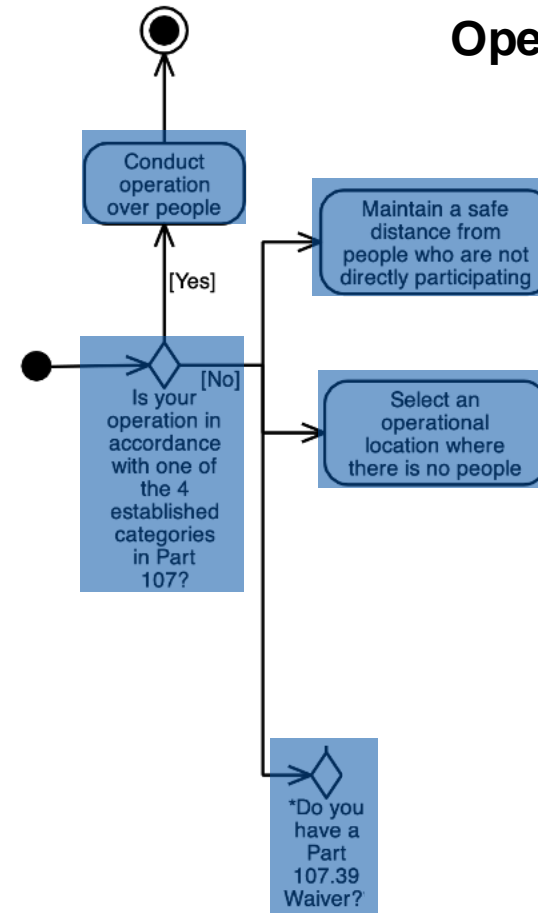 Ope
Conduct
operation
over people
Maintain a safe
distance from
people who are not
directly participating
[Yes]
[No]
Is your
operation in
accordance
with one of
the 4
established
categories
in Part
107?
Select an
operational
location where
there is no people
*Do you
have a
Part
107.39
Waiver?